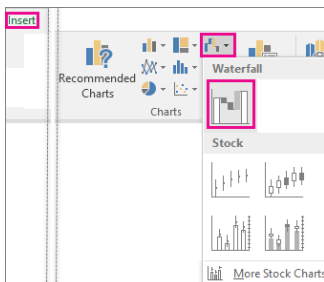 Insert
Recommended
Charts
Charts
Waterfall
Stock
More Stock Charts